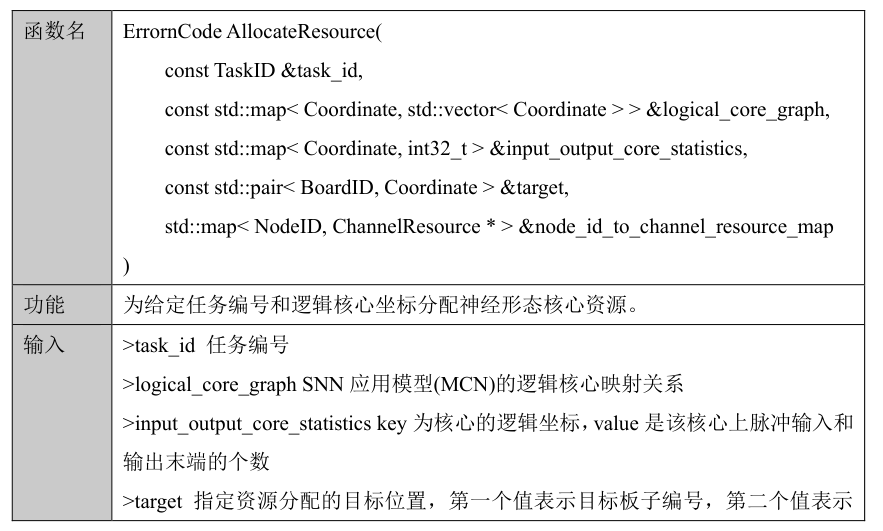 函数名
ErrornCode AllocateResource(
const TaskID &task_id,
const std::map< Coordinate, std::vector< Coordinate > > &logical_core_graph,
const std::map< Coordinate, int32_t > &input_output_core_statistics,
const std::pair< BoardID, Coordinate > &target,
std::map< NodeID, ChannelResource * > &node_id_to_channel_resource_map
)
功能
为给定任务编号和逻辑核心坐标分配神经形态核心资源。
输入
>task_id 任务编号
>logical_core_graph SNN 应用模型(MCN)的逻辑核心映射关系
>input_output_core_statistics key 为核心的逻辑坐标，value 是该核心上脉冲输入和
输出末端的个数
>target 指定资源分配的目标位置，第一个值表示目标板子编号，第二个值表示